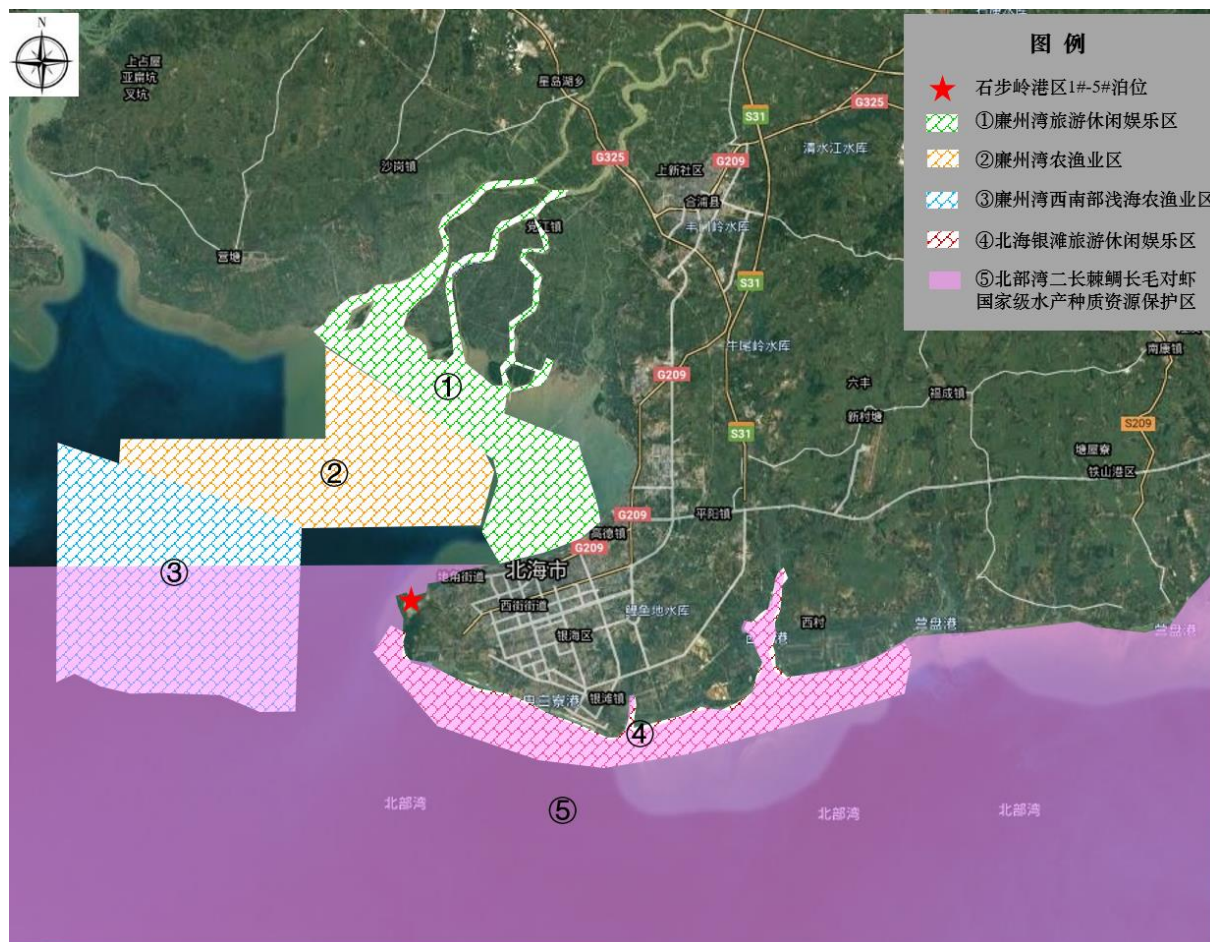 N
图 例
石步岭港区1#-5#泊位
①廉州湾旅游休闲娱乐区
②廉州湾农渔业区
③廉州湾西南部浅海农渔业区
④北海银滩旅游休闲娱乐区
⑤北部湾二长棘鲷长毛对虾
国家级水产种质资源保护区
上占屋
亚扁坑
叉坑
星岛湖乡
G325
S31
清水江水库
G325
G209
沙岗镇
上新社区
合浦县
党江镇
营塘
S31
牛尾岭水库
南康镇
G209
六丰
福成镇
①
新村塘
S209
S31
塘屋寮
②
铁山港区
G209
平阳镇
高德镇
G209
③
地角街道
北海市
西街街道
鲤鱼地水库
银海区
西村
竺盘港
竺盘港
银滩镇
④
北部湾
⑤
北部湾
北部湾